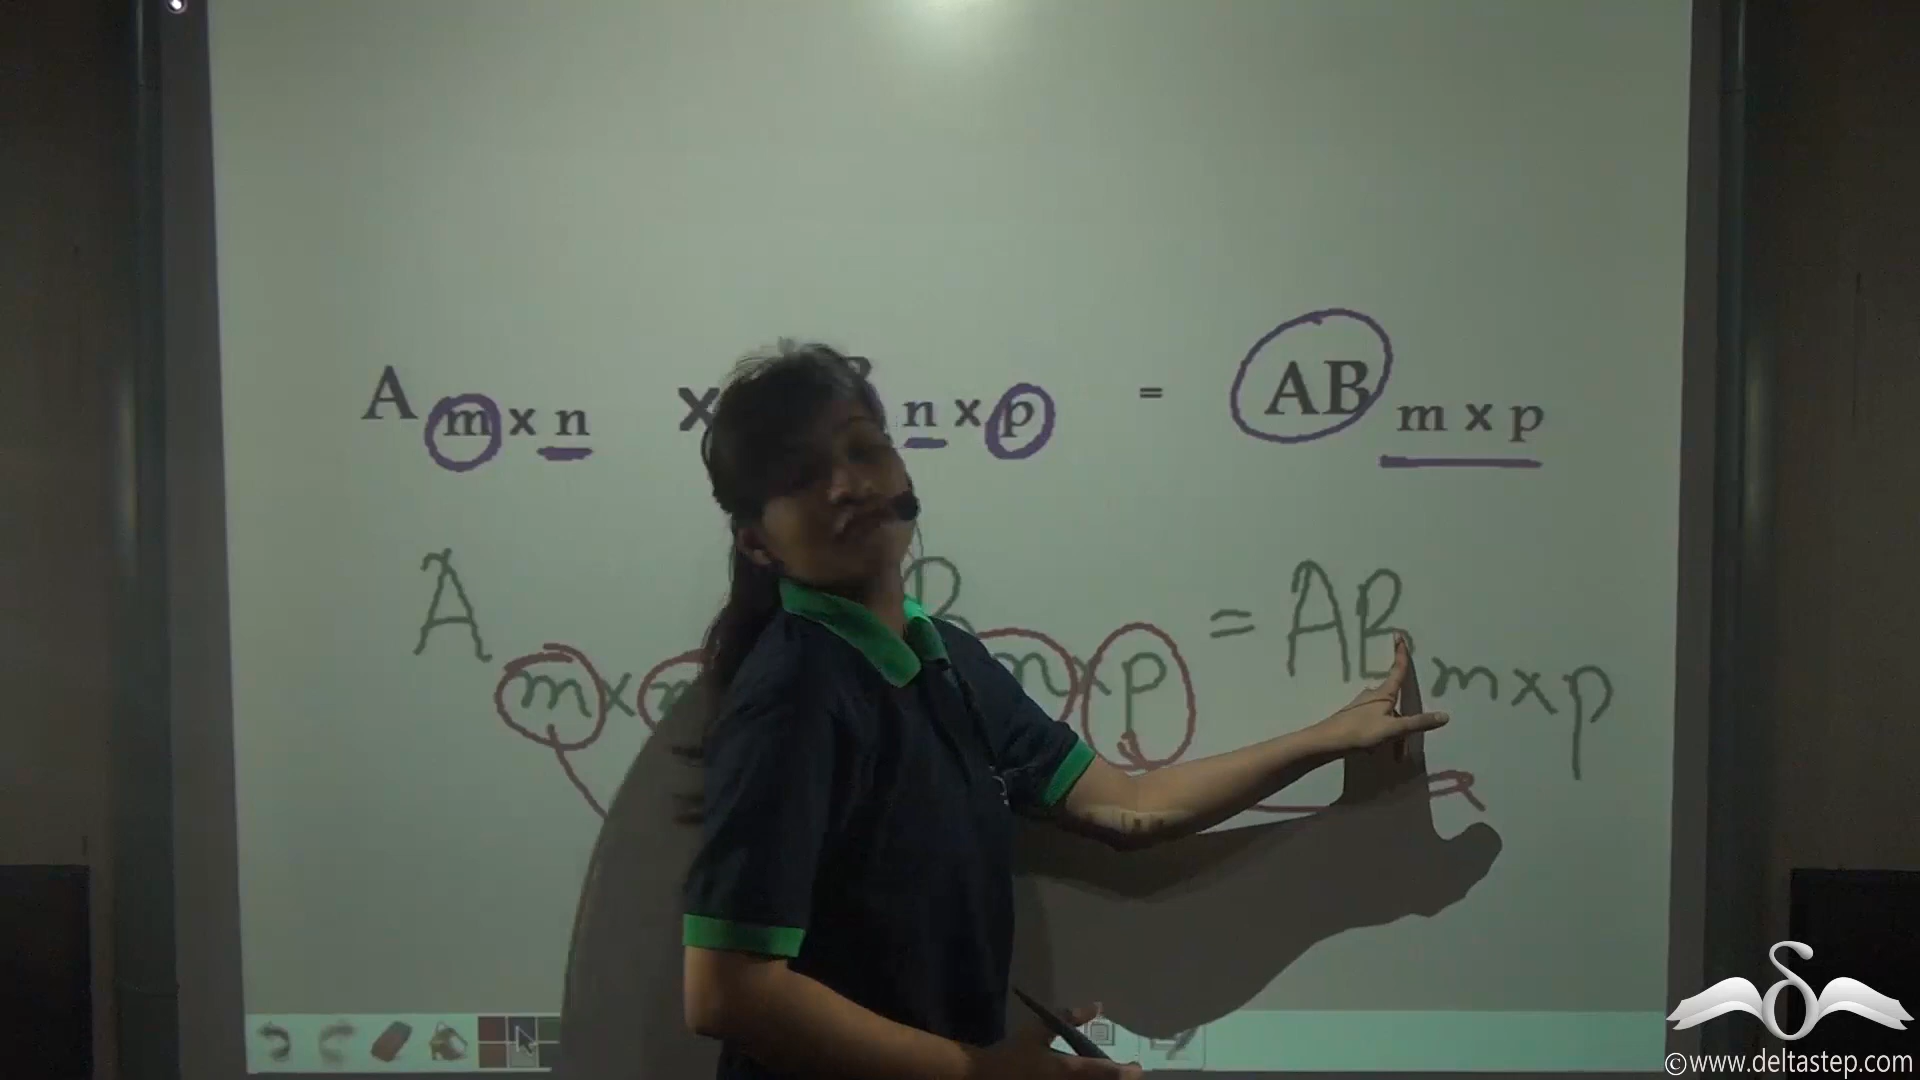 A m x n x n x p = AB m x p
A m x n x p = AB m x p
©www.deltastep.com